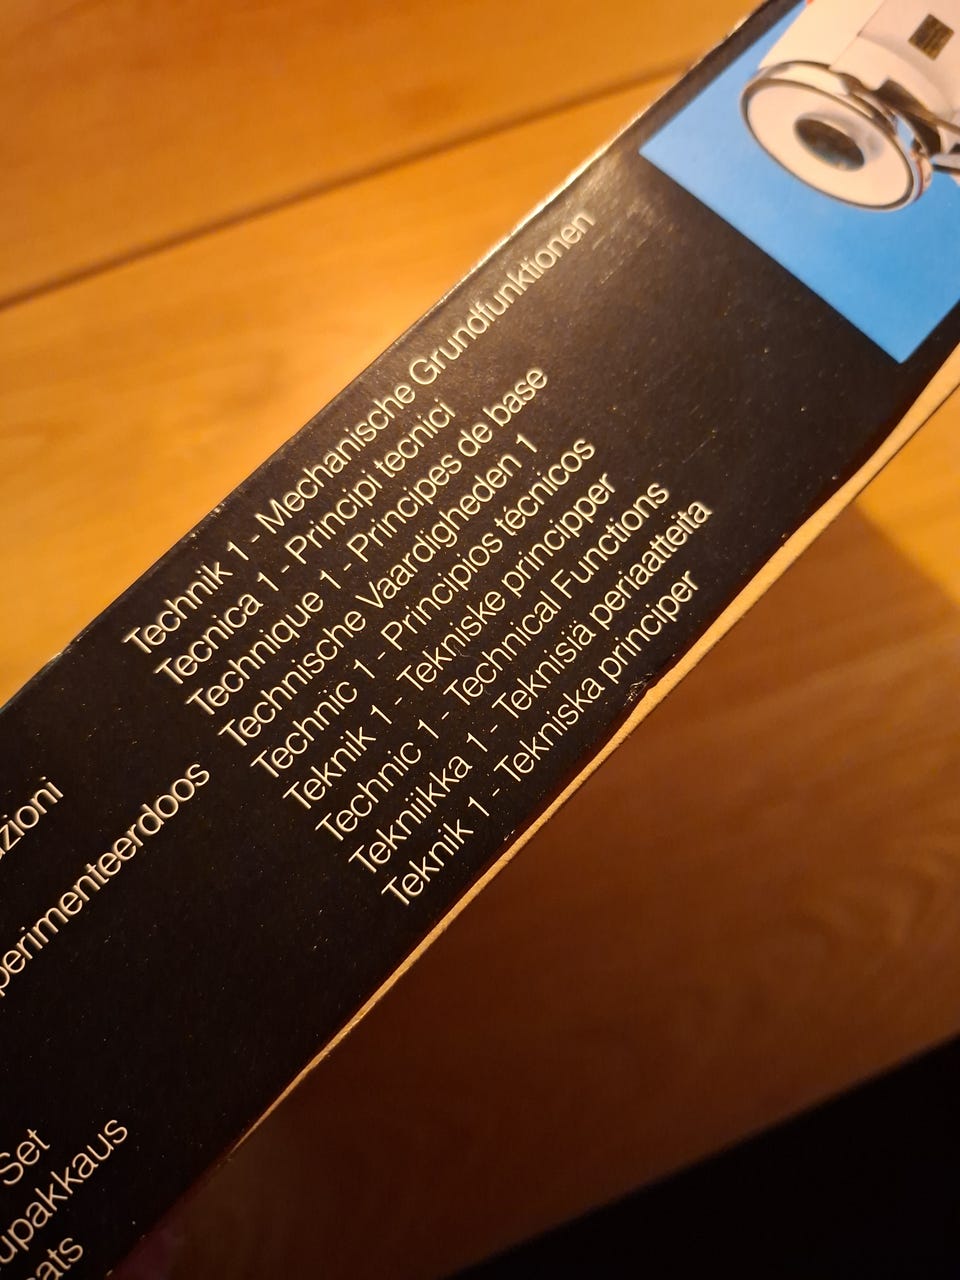 Technik 1 - Mechanische Grundfunktionen
Tecnica 1 - Principi tecnici
Technique 1 - Principes de base
Technische Vaardigheden 1
Technic 1 - Principios técnicos
Teknik 1 - Tekniske principper
Technic 1 - Technical Functions
Tekniikka 1 - Teknisiä periaatteita
Teknik 1 - Tekniska principer
zioni
perimenteerdoos
Set
upakkaus
ats